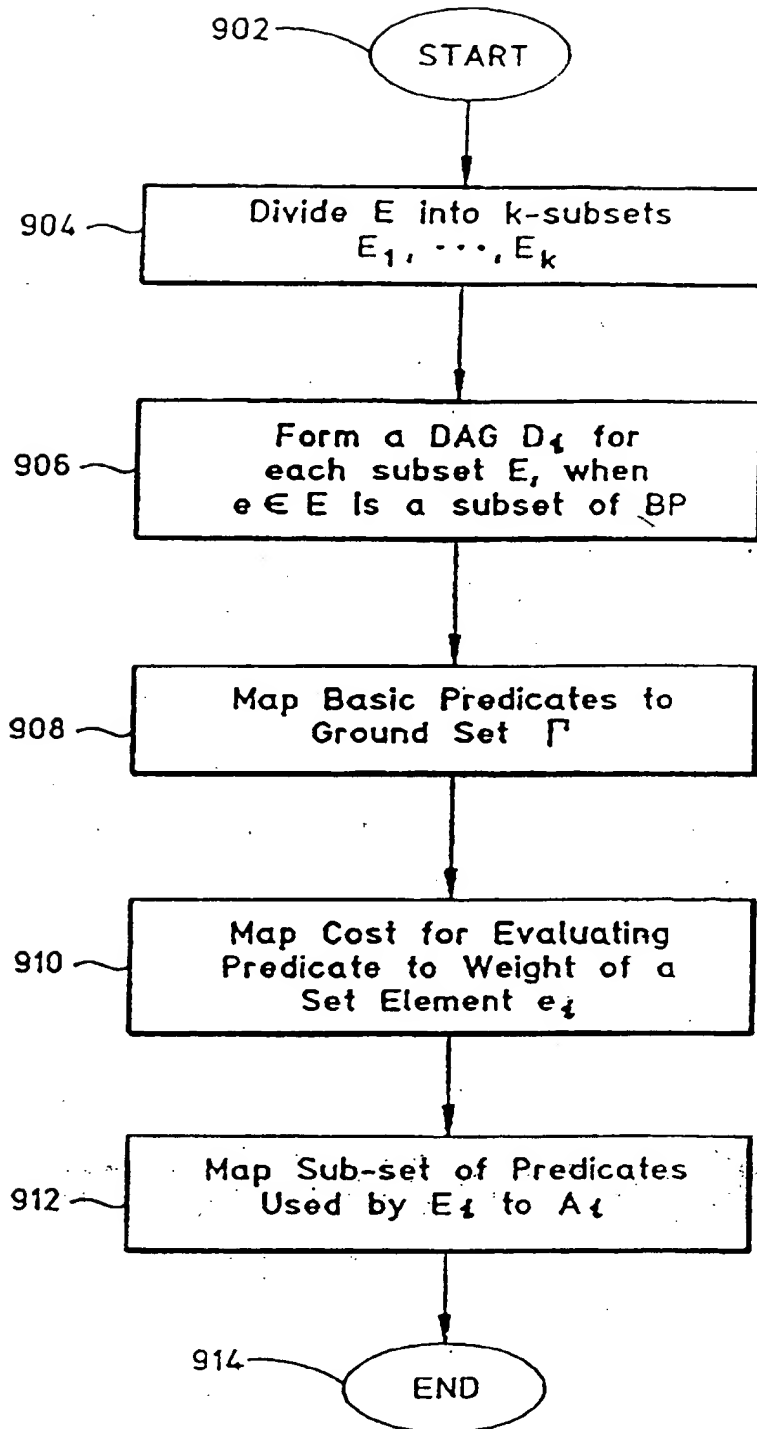 902
START
904
Divide E into k-subsets
E₁, ···, Eₖ
906
Form a DAG Dᵢ for
each subset E, when
e ∈ E is a subset of BP
908
Map Basic Predicates to
Ground Set Γ
910
Map Cost for Evaluating
Predicate to Weight of a
Set Element eᵢ
912
Map Sub-set of Predicates
Used by Eᵢ to Aᵢ
914
END